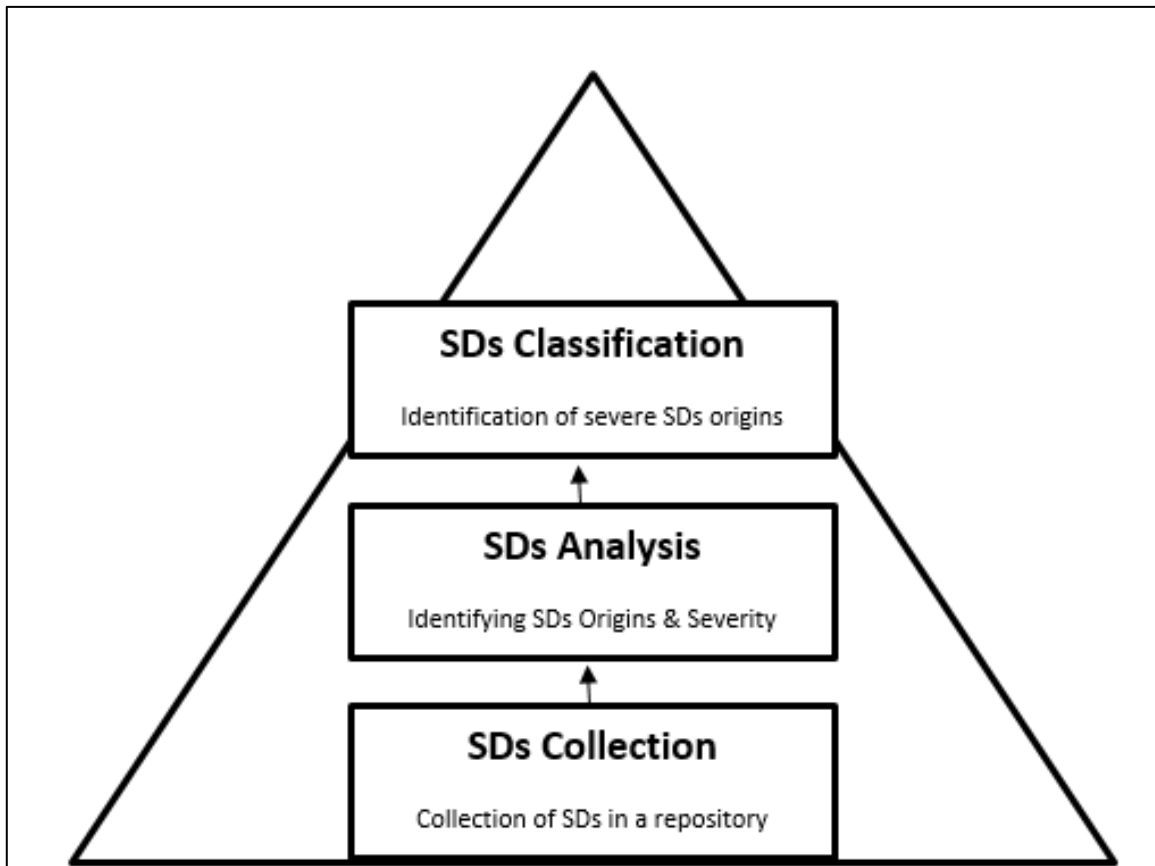 SDs Classification
Identification of severe SDs origins
SDs Analysis
Identifying SDs Origins & Severity
SDs Collection
Collection of SDs in a repository